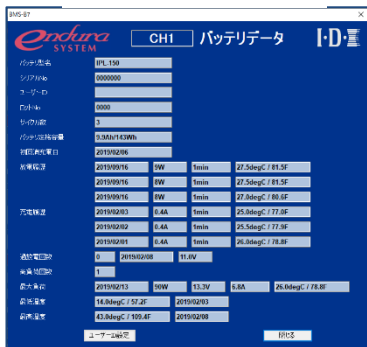 BMS-B7
endura SYSTEM CH1 バッテリデータ I·D·X
バッテリ型名 IPL-150
シリアルNo 0000000
ユーザーID
ロットNo 0000
サイクル数 3
バッテリ定格容量 9.9Ah/143Wh
初回満充電日 2019/02/06
放電履歴 2019/09/16 9W 1min 27.5degC / 81.5F
2019/09/16 8W 1min 27.5degC / 81.5F
2019/09/16 8W 1min 27.0degC / 80.6F
充電履歴 2019/02/03 0.4A 1min 25.0degC / 77.0F
2019/02/02 0.4A 1min 25.5degC / 77.9F
2019/02/01 0.4A 1min 26.0degC / 78.8F
過放電回数 0 2019/02/08 11.0V
過負荷回数 1
最大負荷 2019/02/13 90W 13.3V 6.8A 26.0degC / 78.8F
最低温度 14.0degC / 57.2F 2019/02/03
最高温度 43.0degC / 109.4F 2019/02/08
ユーザーID設定 閉じる